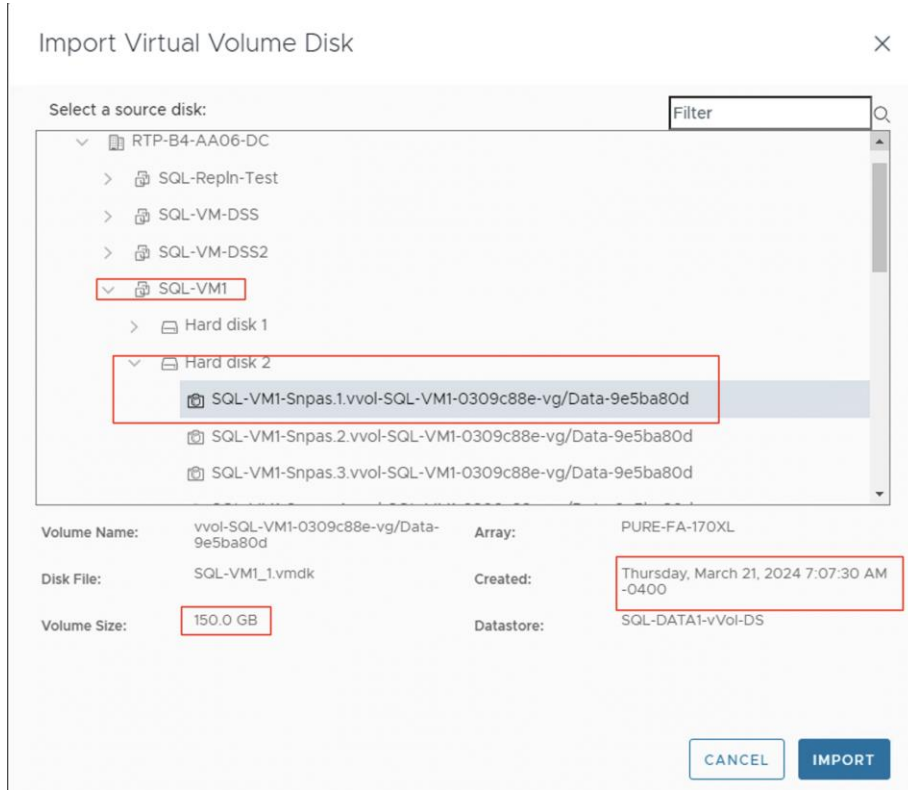 Import Virtual Volume Disk
Select a source disk:
Filter
RTP-B4-AA06-DC
SQL-Repln-Test
SQL-VM-DSS
SQL-VM-DSS2
SQL-VM1
Hard disk 1
Hard disk 2
SQL-VM1-Snpas.1.vvol-SQL-VM1-0309c88e-vg/Data-9e5ba80d
SQL-VM1-Snpas.2.vvol-SQL-VM1-0309c88e-vg/Data-9e5ba80d
SQL-VM1-Snpas.3.vvol-SQL-VM1-0309c88e-vg/Data-9e5ba80d
Volume Name:
vvol-SQL-VM1-0309c88e-vg/Data-
9e5ba80d
Array:
PURE-FA-170XL
Disk File:
SQL-VM1_1.vmdk
Created:
Thursday, March 21, 2024 7:07:30 AM
-0400
Volume Size:
150.0 GB
Datastore:
SQL-DATA1-vVol-DS
CANCEL
IMPORT